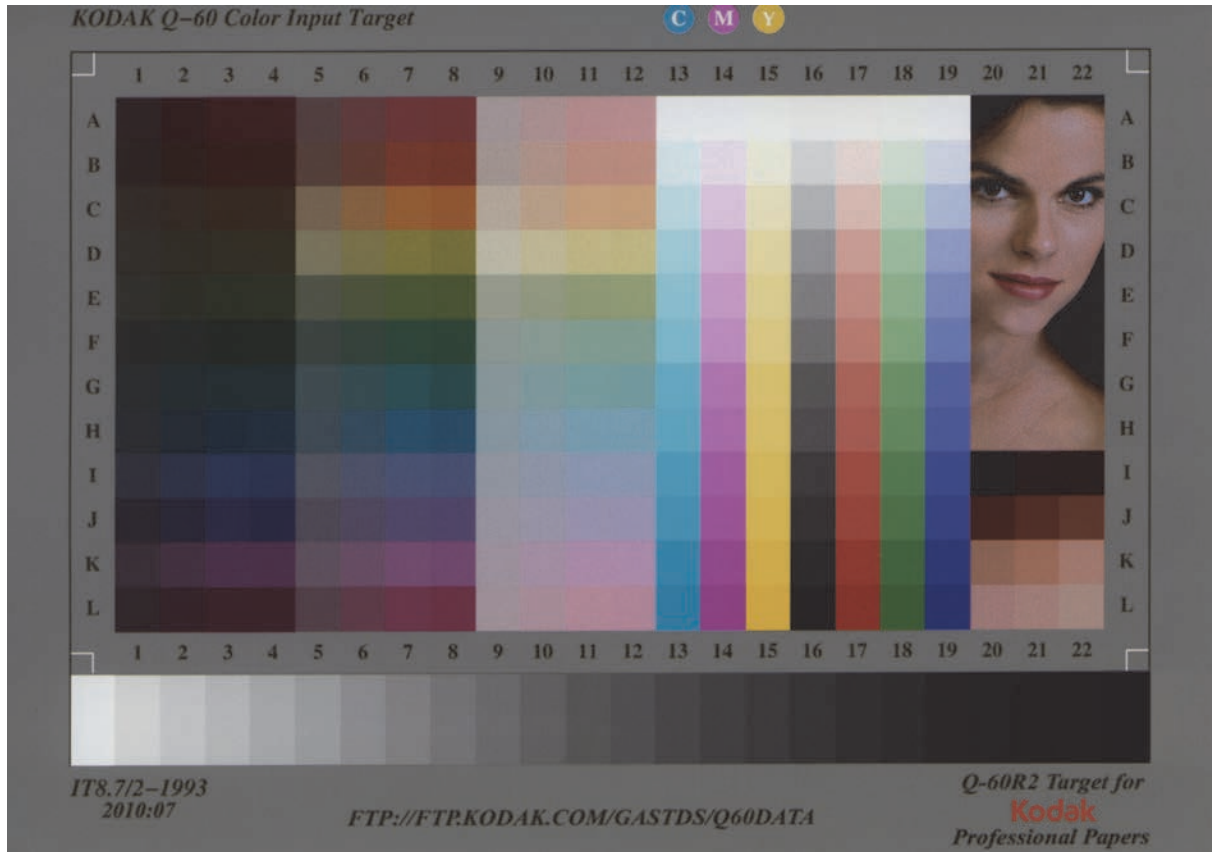 KODAK Q–60 Color Input Target
C M Y
1 2 3 4 5 6 7 8 9 10 11 12 13 14 15 16 17 18 19 20 21 22
A A
B B
C C
D D
E E
F F
G G
H H
I I
J J
K K
L L
1 2 3 4 5 6 7 8 9 10 11 12 13 14 15 16 17 18 19 20 21 22
IT8.7/2–1993
2010:07
FTP://FTP.KODAK.COM/GASTDS/Q60DATA
Q-60R2 Target for
Kodak
Professional Papers